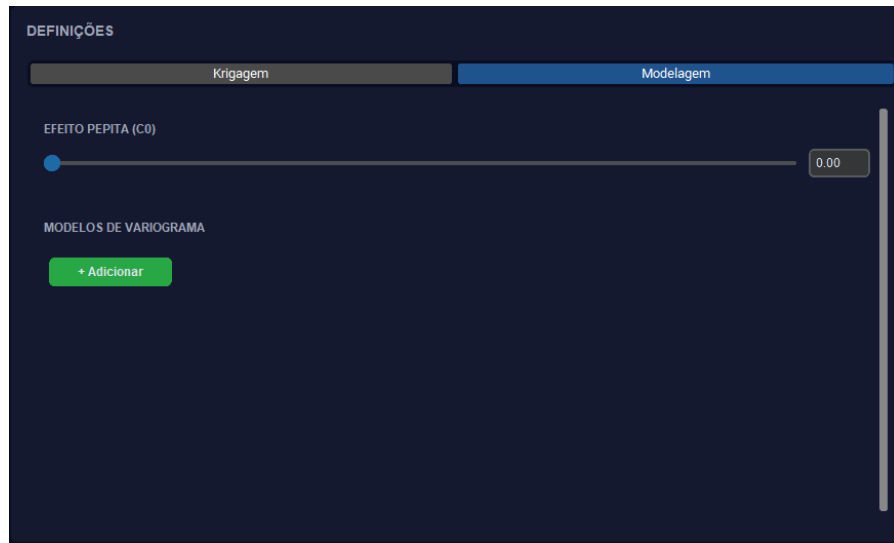 DEFINIÇÕES
Krigagem Modelagem
EFEITO PEPITA (C0)
0.00
MODELOS DE VARIOGRAMA
+ Adicionar